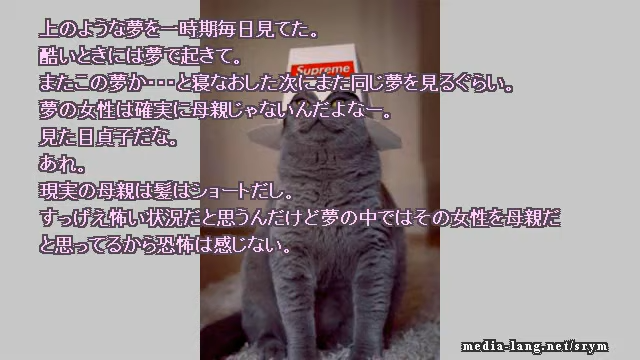 上のような夢を一時期毎日見てた。
酷いときには夢で起きて。
またこの夢か・・・と寝なおした次にまた同じ夢を見るぐらい。
Supreme
夢の女性は確実に母親じゃないんだよなー。
見た目貞子だな。
あれ。
現実の母親は髪はショートだし。
すっげえ怖い状況だと思うんだけど夢の中ではその女性を母親だ
と思ってるから恐怖は感じない。
media-lang.net/srym